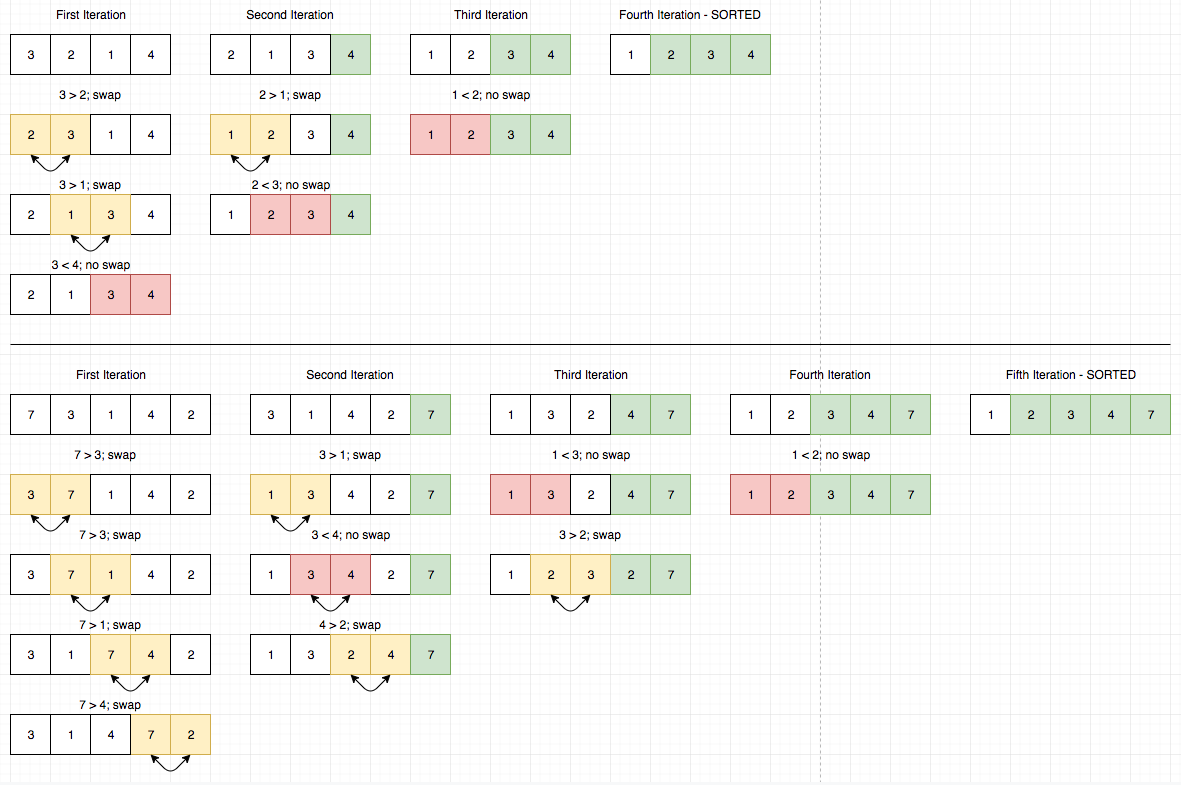 First Iteration Second Iteration Third Iteration Fourth Iteration - SORTED
3 2 1 4 2 1 3 4 1 2 3 4 1 2 3 4
3 > 2; swap 2 > 1; swap 1 < 2; no swap
2 3 1 4 1 2 3 4 1 2 3 4
3 > 1; swap 2 < 3; no swap
2 1 3 4 1 2 3 4
3 < 4; no swap
2 1 3 4
First Iteration Second Iteration Third Iteration Fourth Iteration Fifth Iteration - SORTED
7 3 1 4 2 3 1 4 2 7 1 3 2 4 7 1 2 3 4 7 1 2 3 4 7
7 > 3; swap 3 > 1; swap 1 < 3; no swap 1 < 2; no swap
3 7 1 4 2 1 3 4 2 7 1 3 2 4 7 1 2 3 4 7
7 > 3; swap 3 < 4; no swap 3 > 2; swap
3 7 1 4 2 1 3 4 2 7 1 2 3 2 7
7 > 1; swap 4 > 2; swap
3 1 7 4 2 1 3 2 4 7
7 > 4; swap
3 1 4 7 2